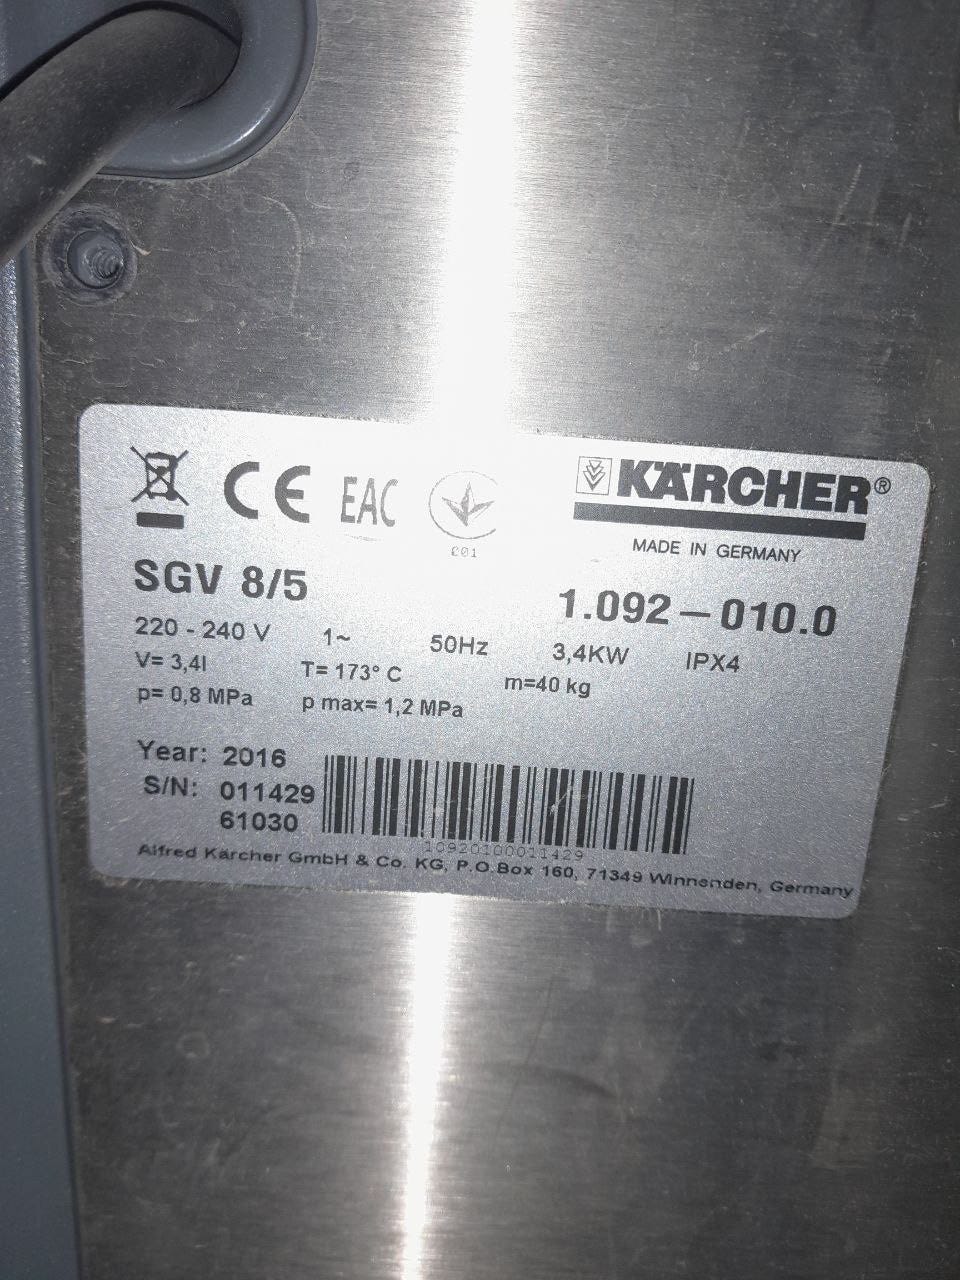 CE EAC
001
KÄRCHER®
MADE IN GERMANY
SGV 8/5
1.092-010.0
220 - 240 V 1~ 50Hz 3,4KW IPX4
V= 3,4l T= 173° C m=40 kg
p= 0,8 MPa p max= 1,2 MPa
Year: 2016
S/N: 011429
61030
10920100011429
Alfred Kärcher GmbH & Co. KG, P.O.Box 160, 71349 Winnenden, Germany